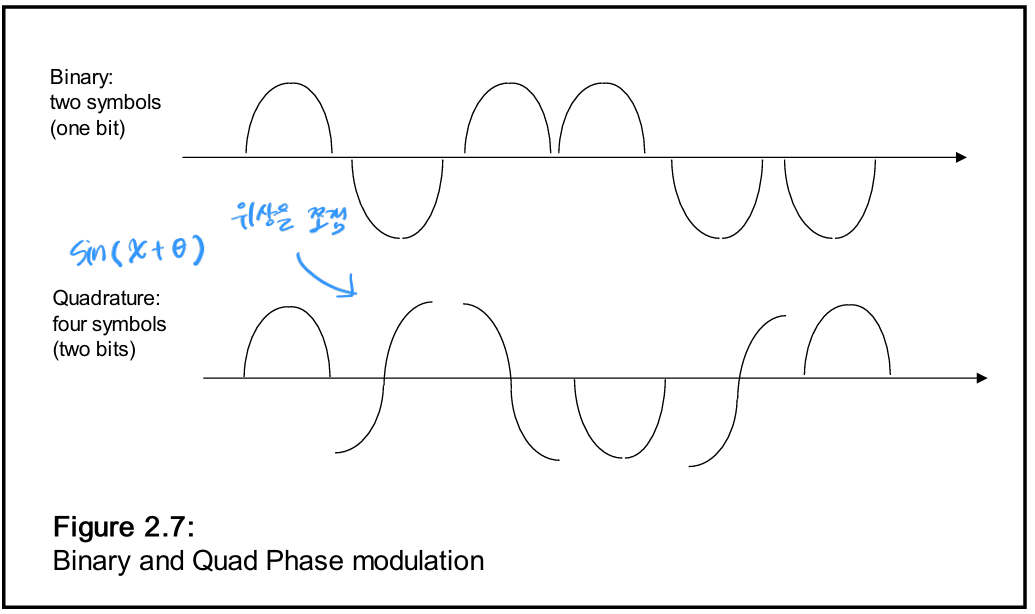 Binary:
two symbols
(one bit)
위상을 조절
sin(x+θ)
Quadrature:
four symbols
(two bits)
Figure 2.7:
Binary and Quad Phase modulation